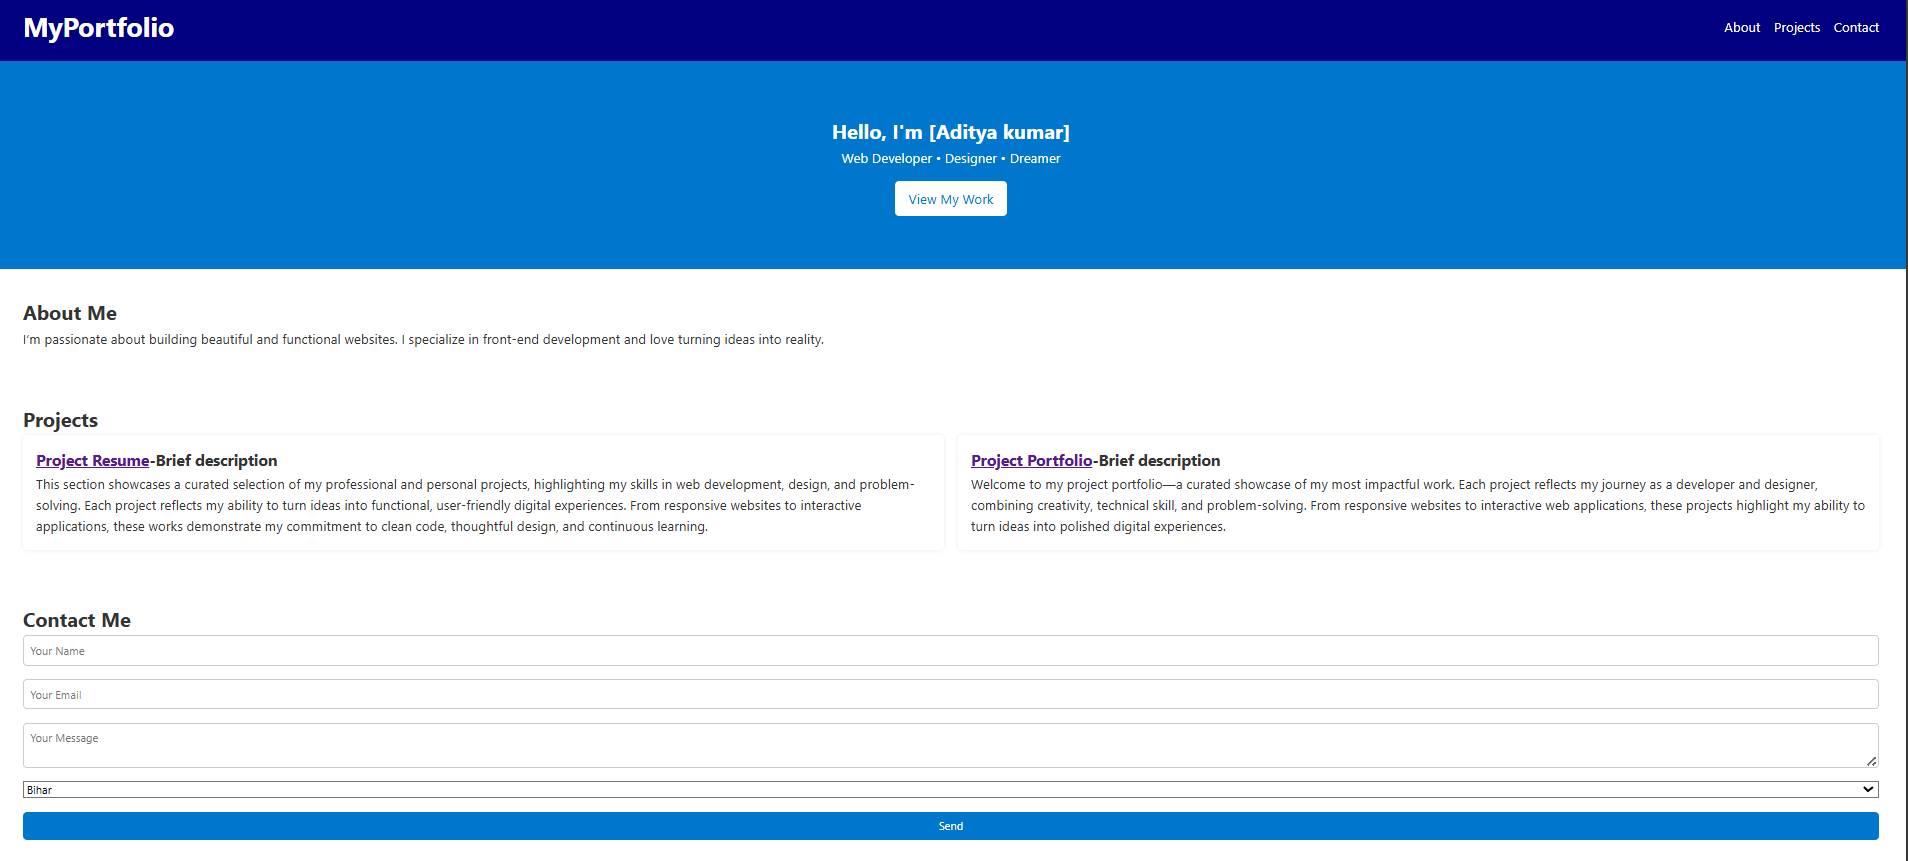 MyPortfolio
About Projects Contact
Hello, I'm [Aditya kumar]
Web Developer • Designer • Dreamer
View My Work
About Me
I’m passionate about building beautiful and functional websites. I specialize in front-end development and love turning ideas into reality.
Projects
Project Resume-Brief description
This section showcases a curated selection of my professional and personal projects, highlighting my skills in web development, design, and problem-
solving. Each project reflects my ability to turn ideas into functional, user-friendly digital experiences. From responsive websites to interactive
applications, these works demonstrate my commitment to clean code, thoughtful design, and continuous learning.
Project Portfolio-Brief description
Welcome to my project portfolio—a curated showcase of my most impactful work. Each project reflects my journey as a developer and designer,
combining creativity, technical skill, and problem-solving. From responsive websites to interactive web applications, these projects highlight my ability to
turn ideas into polished digital experiences.
Contact Me
Your Name
Your Email
Your Message
Bihar
Send